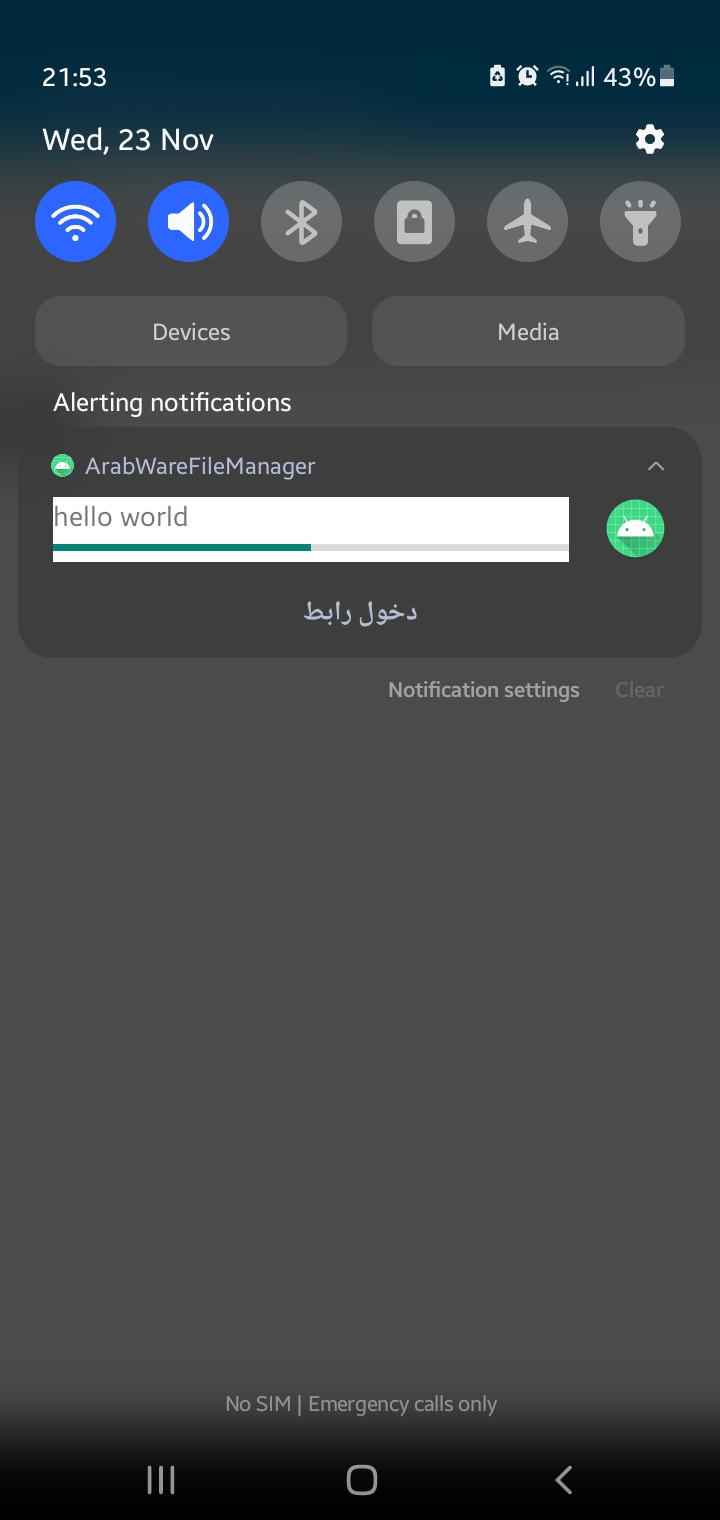 21:53 43%
Wed, 23 Nov
Devices Media
Alerting notifications
ArabWareFileManager
hello world
دخول رابط
Notification settings Clear
No SIM | Emergency calls only